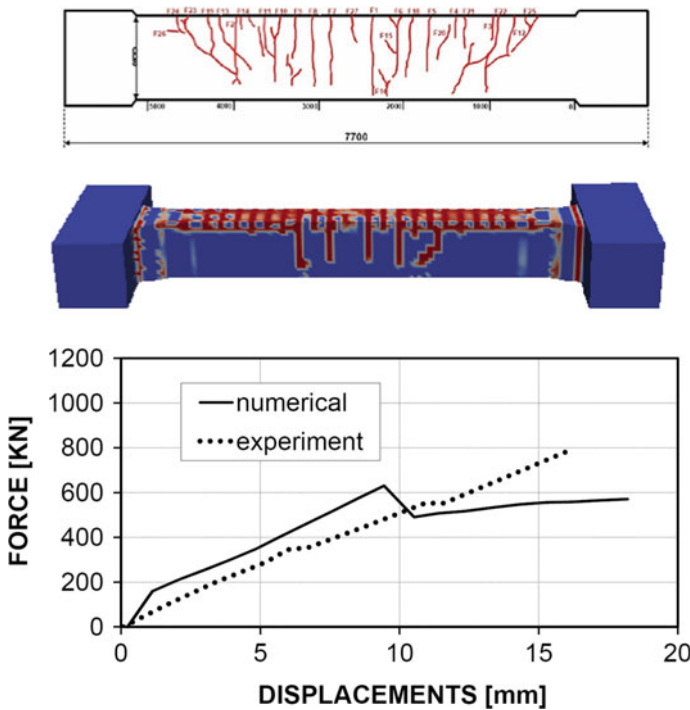 F24 F23 F19 F13 F14 F2 F11 F10 F9 F8 F7 F27 F1 F6 F18 F5 F4 F21 F3 F22 F25
F26 F15 F20 F12
F16
5000 4000 3000 2000 1000 0
7700
1200
1000
800
600
400
200
0
FORCE [KN]
numerical
experiment
0 5 10 15 20
DISPLACEMENTS [mm]